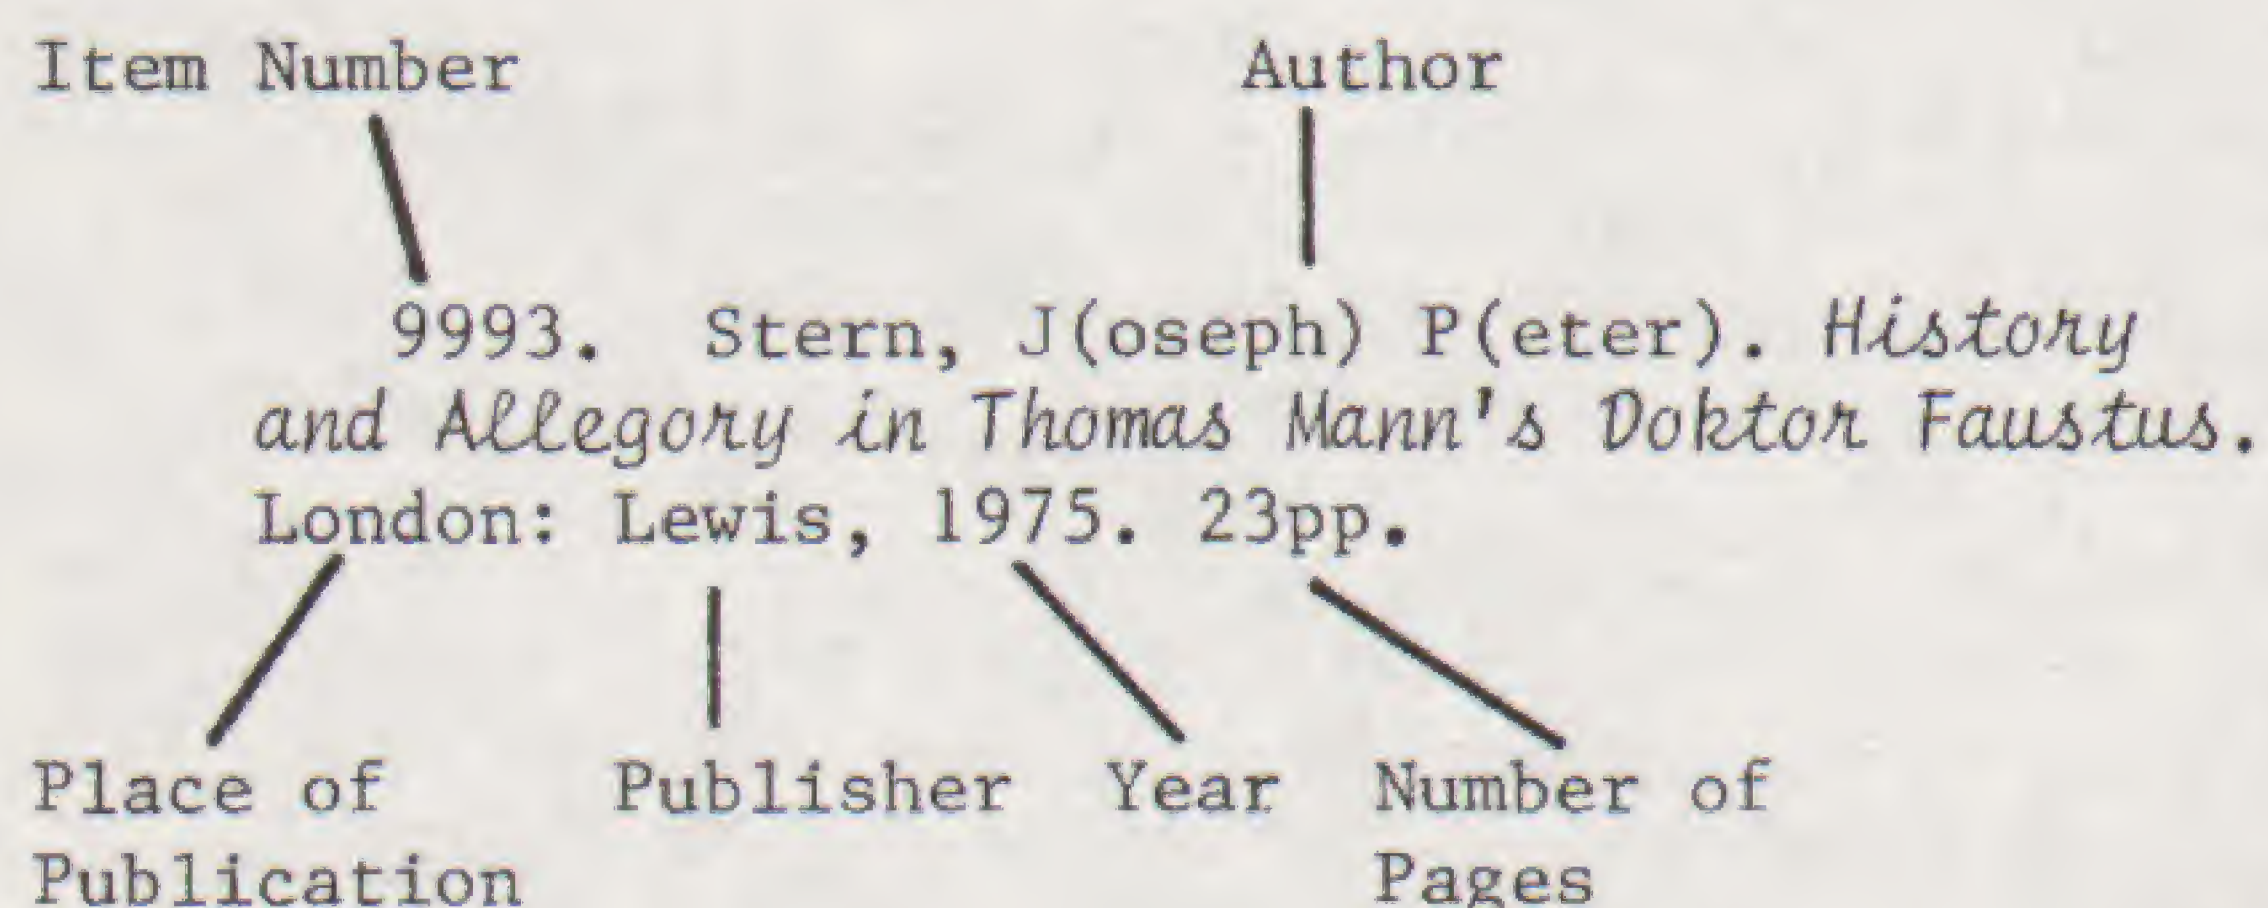 Item Number Author
9993. Stern, J(oseph) P(eter). History
and Allegory in Thomas Mann's Doktor Faustus.
London: Lewis, 1975. 23pp.
Place of Publisher Year Number of
Publication Pages